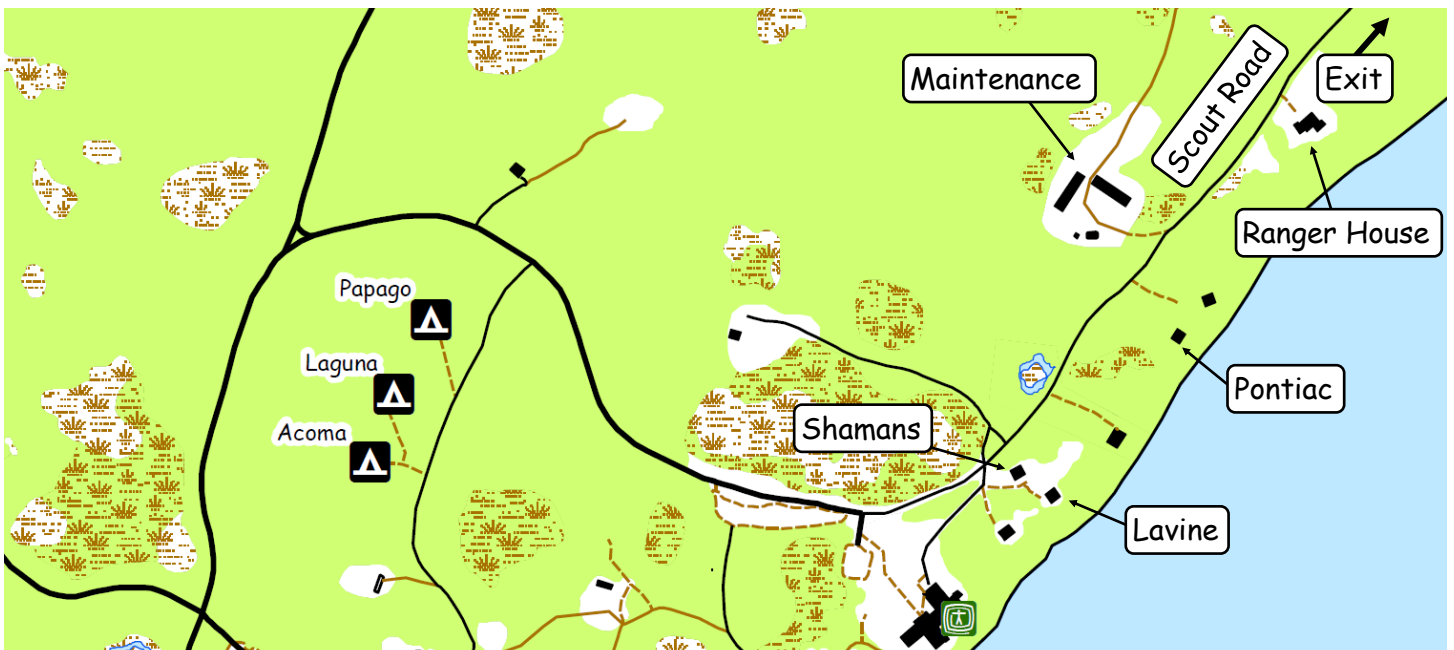 Maintenance
Scout Road
Exit
Ranger House
Papago
Laguna
Acoma
Pontiac
Shamans
Lavine